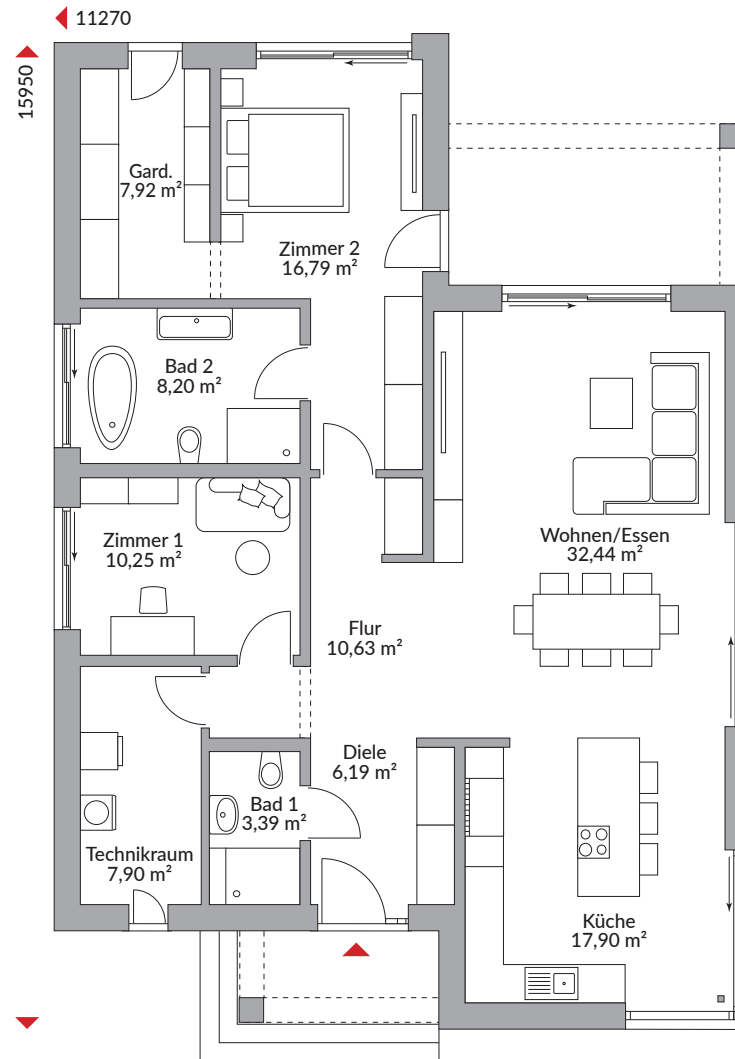 11270
15950
Gard.
7,92 m²
Zimmer 2
16,79 m²
Bad 2
8,20 m²
Zimmer 1
10,25 m²
Wohnen/Essen
32,44 m²
Flur
10,63 m²
Diele
6,19 m²
Bad 1
3,39 m²
Technikraum
7,90 m²
Küche
17,90 m²